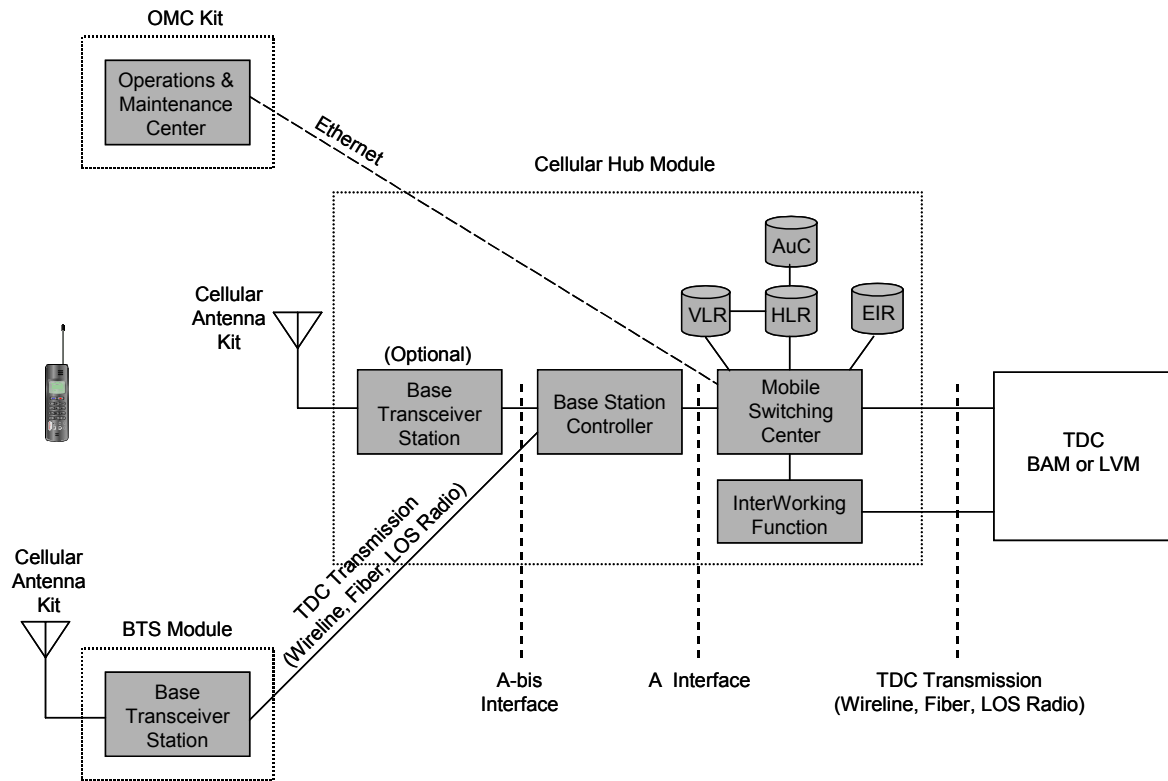 OMC Kit
Operations &
Maintenance
Center
Ethernet
Cellular Hub Module
AuC
VLR
HLR
EIR
Cellular
Antenna
Kit
(Optional)
Base
Transceiver
Station
Base Station
Controller
Mobile
Switching
Center
TDC
BAM or LVM
InterWorking
Function
TDC Transmission
(Wireline, Fiber, LOS Radio)
Cellular
Antenna
Kit
BTS Module
Base
Transceiver
Station
A-bis
Interface
A Interface
TDC Transmission
(Wireline, Fiber, LOS Radio)